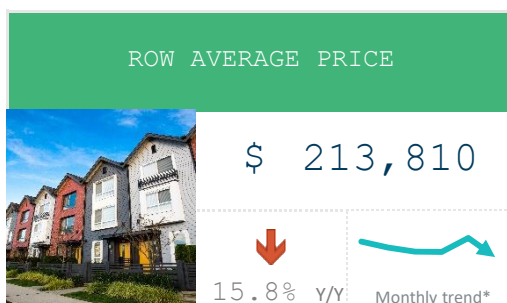 ROW AVERAGE PRICE
$ 213,810
15.8% Y/Y
Monthly trend*